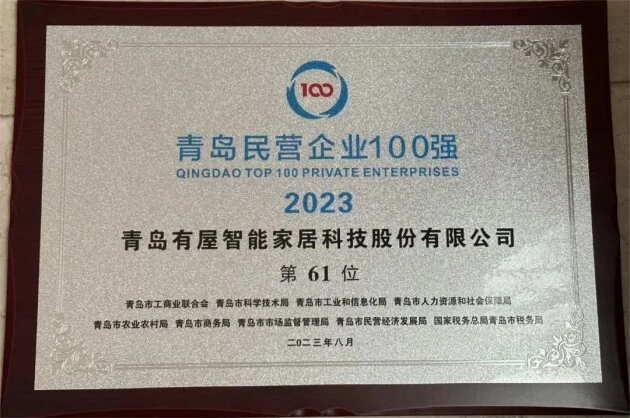 100
青岛民营企业100强
QINGDAO TOP 100 PRIVATE ENTERPRISES
2023
青岛有屋智能家居科技股份有限公司
第 61 位
青岛市工商业联合会 青岛市科学技术局 青岛市工业和信息化局 青岛市人力资源和社会保障局
青岛市农业农村局 青岛市商务局 青岛市市场监督管理局 青岛市民营经济发展局 国家税务总局青岛市税务局
二〇二三年八月